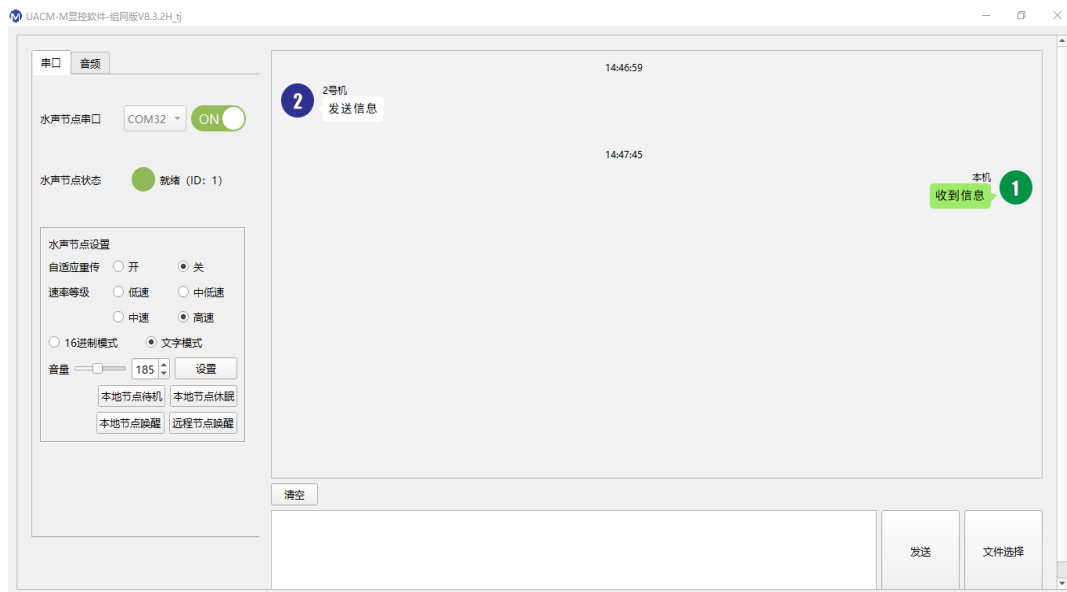 UACM-M显控软件-组网版V8.3.2H_tj
串口 音频
水声节点串口 COM32 ON
水声节点状态 就绪（ID：1）
水声节点设置
自适应重传 开 关
速率等级 低速 中低速
中速 高速
16进制模式 文字模式
音量 185 设置
本地节点待机 本地节点休眠
本地节点唤醒 远程节点唤醒
14:46:59
2号机
2 发送信息
14:47:45
本机
收到信息 1
清空
发送 文件选择